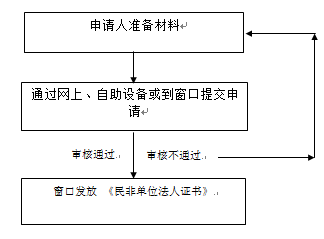 申请人准备材料
通过网上、自助设备或到窗口提交申
请
审核通过. 审核不通过.
窗口发放 《民非单位法人证书》.